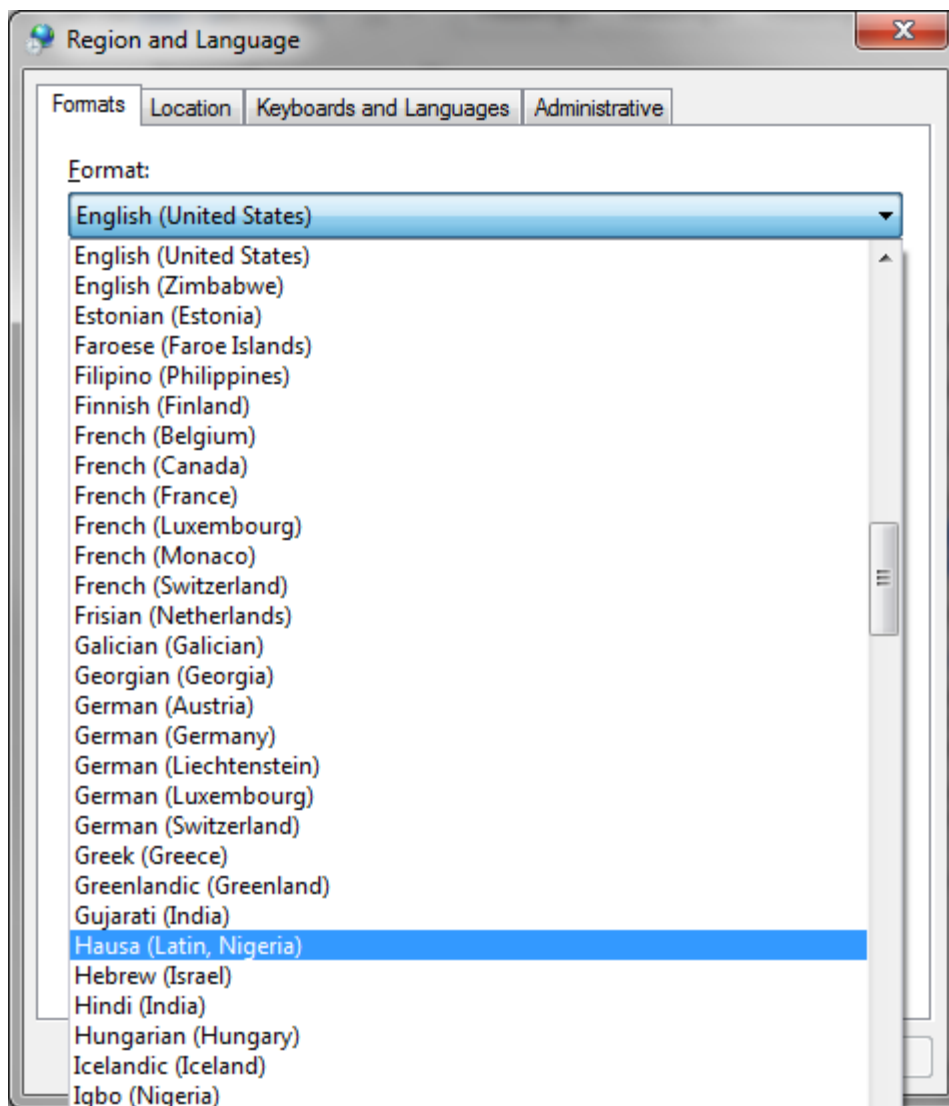 Region and Language
Formats Location Keyboards and Languages Administrative
Format:
English (United States)
English (United States)
English (Zimbabwe)
Estonian (Estonia)
Faroese (Faroe Islands)
Filipino (Philippines)
Finnish (Finland)
French (Belgium)
French (Canada)
French (France)
French (Luxembourg)
French (Monaco)
French (Switzerland)
Frisian (Netherlands)
Galician (Galician)
Georgian (Georgia)
German (Austria)
German (Germany)
German (Liechtenstein)
German (Luxembourg)
German (Switzerland)
Greek (Greece)
Greenlandic (Greenland)
Gujarati (India)
Hausa (Latin, Nigeria)
Hebrew (Israel)
Hindi (India)
Hungarian (Hungary)
Icelandic (Iceland)
Igbo (Nigeria)